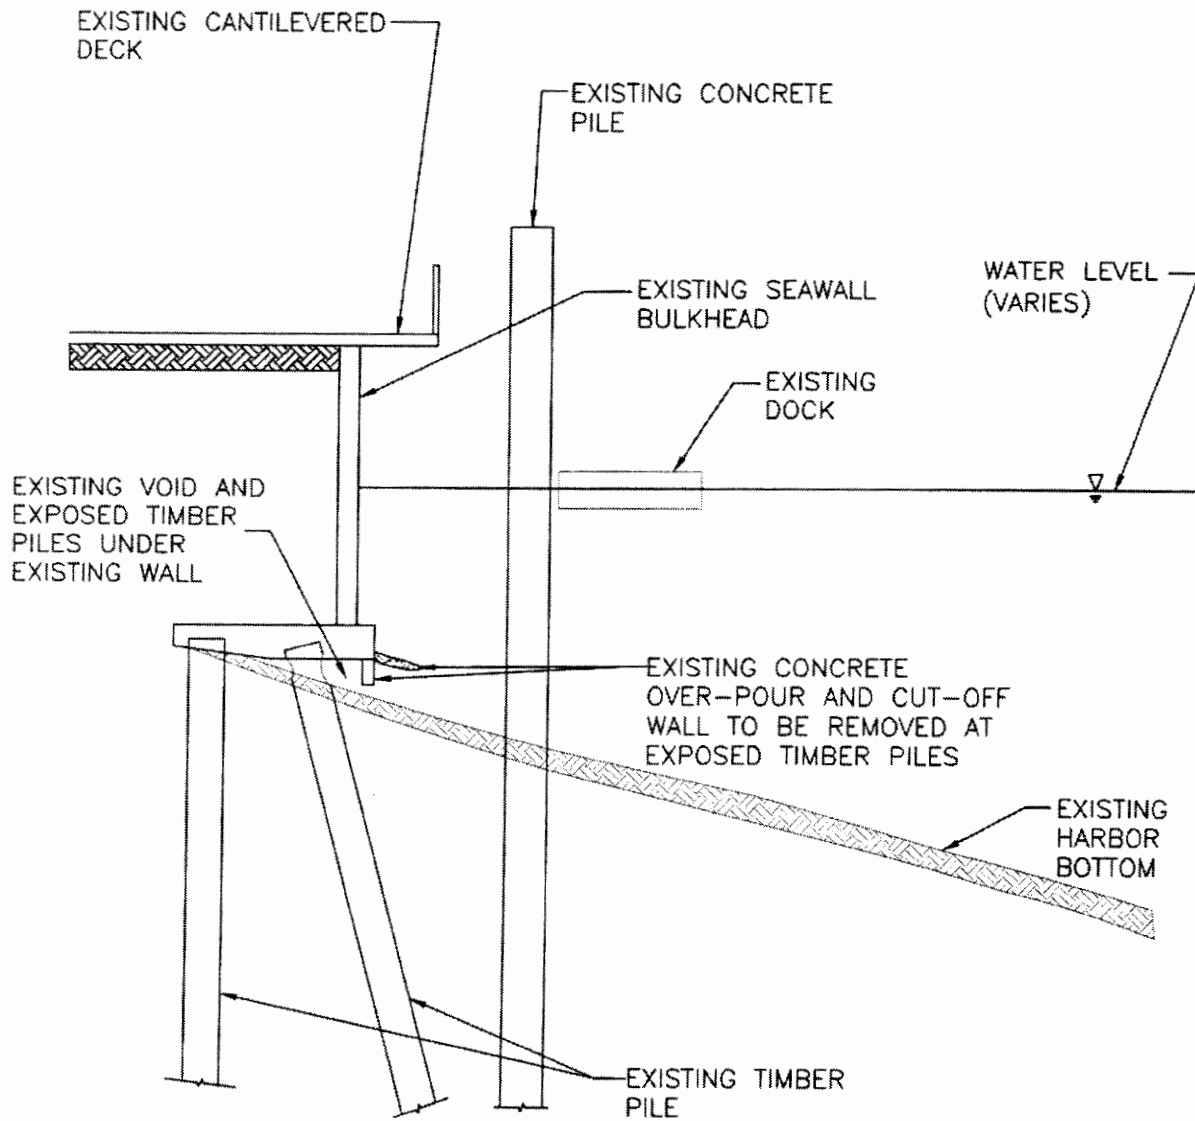 EXISTING CANTILEVERED
DECK
EXISTING CONCRETE
PILE
WATER LEVEL
(VARIES)
EXISTING SEAWALL
BULKHEAD
EXISTING
DOCK
EXISTING VOID AND
EXPOSED TIMBER
PILES UNDER
EXISTING WALL
EXISTING CONCRETE
OVER-POUR AND CUT-OFF
WALL TO BE REMOVED AT
EXPOSED TIMBER PILES
EXISTING
HARBOR
BOTTOM
EXISTING TIMBER
PILE